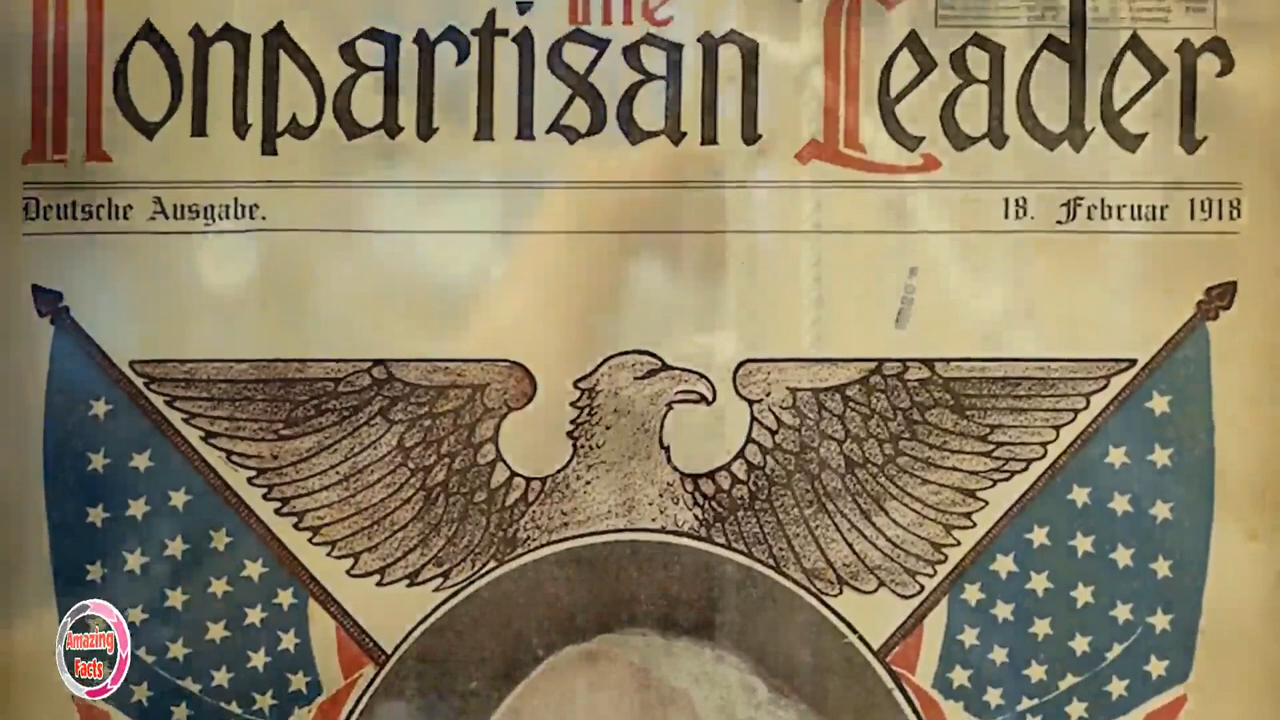 The
Nonpartisan Leader
Deutsche Ausgabe.
18. Februar 1918
Amazing
Facts